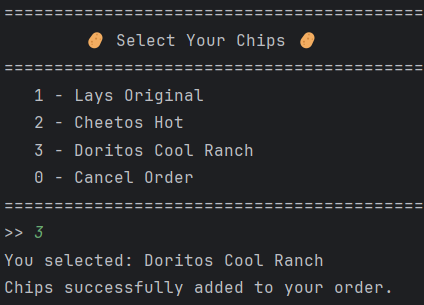 ==========================================
🥔 Select Your Chips 🥔
==========================================
1 - Lays Original
2 - Cheetos Hot
3 - Doritos Cool Ranch
0 - Cancel Order
==========================================
>> 3
You selected: Doritos Cool Ranch
Chips successfully added to your order.